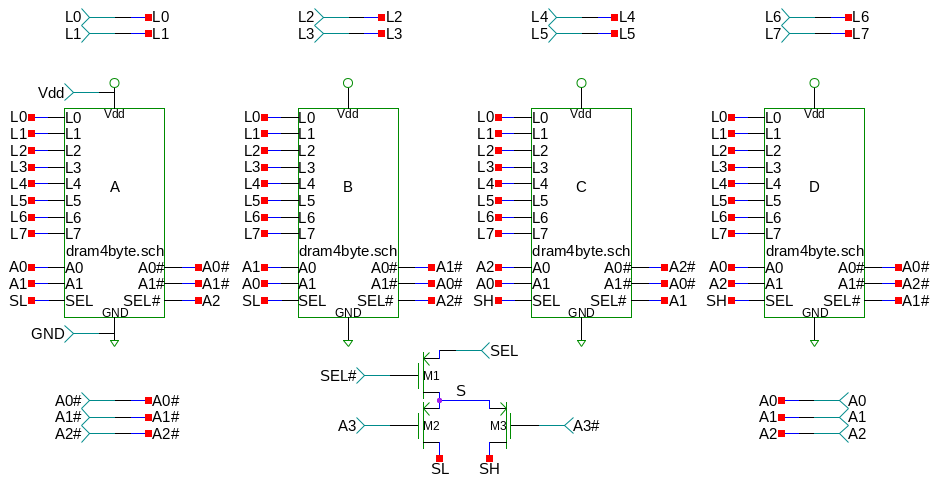 L0 L0 L2 L2 L4 L4 L6 L6
L1 L1 L3 L3 L5 L5 L7 L7
Vdd
Vdd Vdd Vdd Vdd
L0 L0 L0 L0 L0 L0 L0 L0
L1 L1 L1 L1 L1 L1 L1 L1
L2 L2 L2 L2 L2 L2 L2 L2
L3 L3 L3 L3 L3 L3 L3 L3
L4 L4 A L4 L4 B L4 L4 C L4 L4 D
L5 L5 L5 L5 L5 L5 L5 L5
L6 L6 L6 L6 L6 L6 L6 L6
L7 L7 L7 L7 L7 L7 L7 L7
dram4byte.sch dram4byte.sch dram4byte.sch dram4byte.sch
A0 A0 A0# A0# A1 A0 A0# A1# A2 A0 A0# A2# A0 A0 A0# A0#
A1 A1 A1# A1# A0 A1 A1# A0# A0 A1 A1# A0# A2 A1 A1# A2#
SL SEL SEL# A2 SL SEL SEL# A2# SH SEL SEL# A1 SH SEL SEL# A1#
GND GND GND GND
GND
SEL
SEL# M1
S
A0# A0# A0 A0
A1# A1# A1 A1
A3 M2 M3 A3#
A2# A2# A2 A2
SL SH